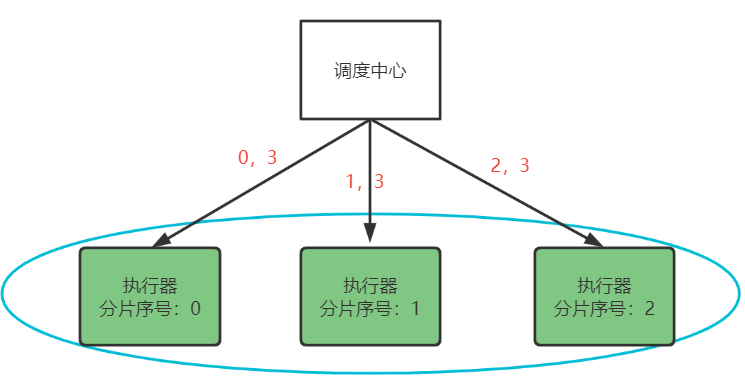 调度中心
0，3
1，3
2，3
执行器
分片序号：0
执行器
分片序号：1
执行器
分片序号：2